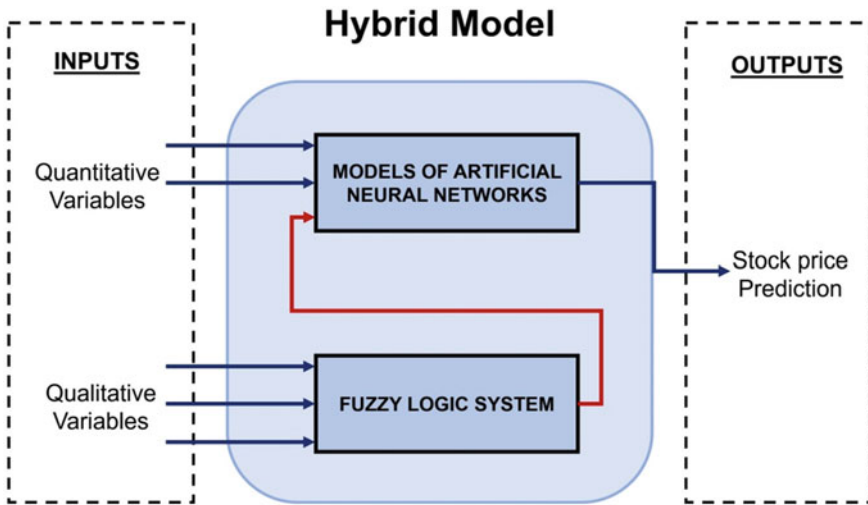 Hybrid Model
INPUTS
Quantitative
Variables
Qualitative
Variables
MODELS OF ARTIFICIAL
NEURAL NETWORKS
FUZZY LOGIC SYSTEM
OUTPUTS
Stock price
Prediction